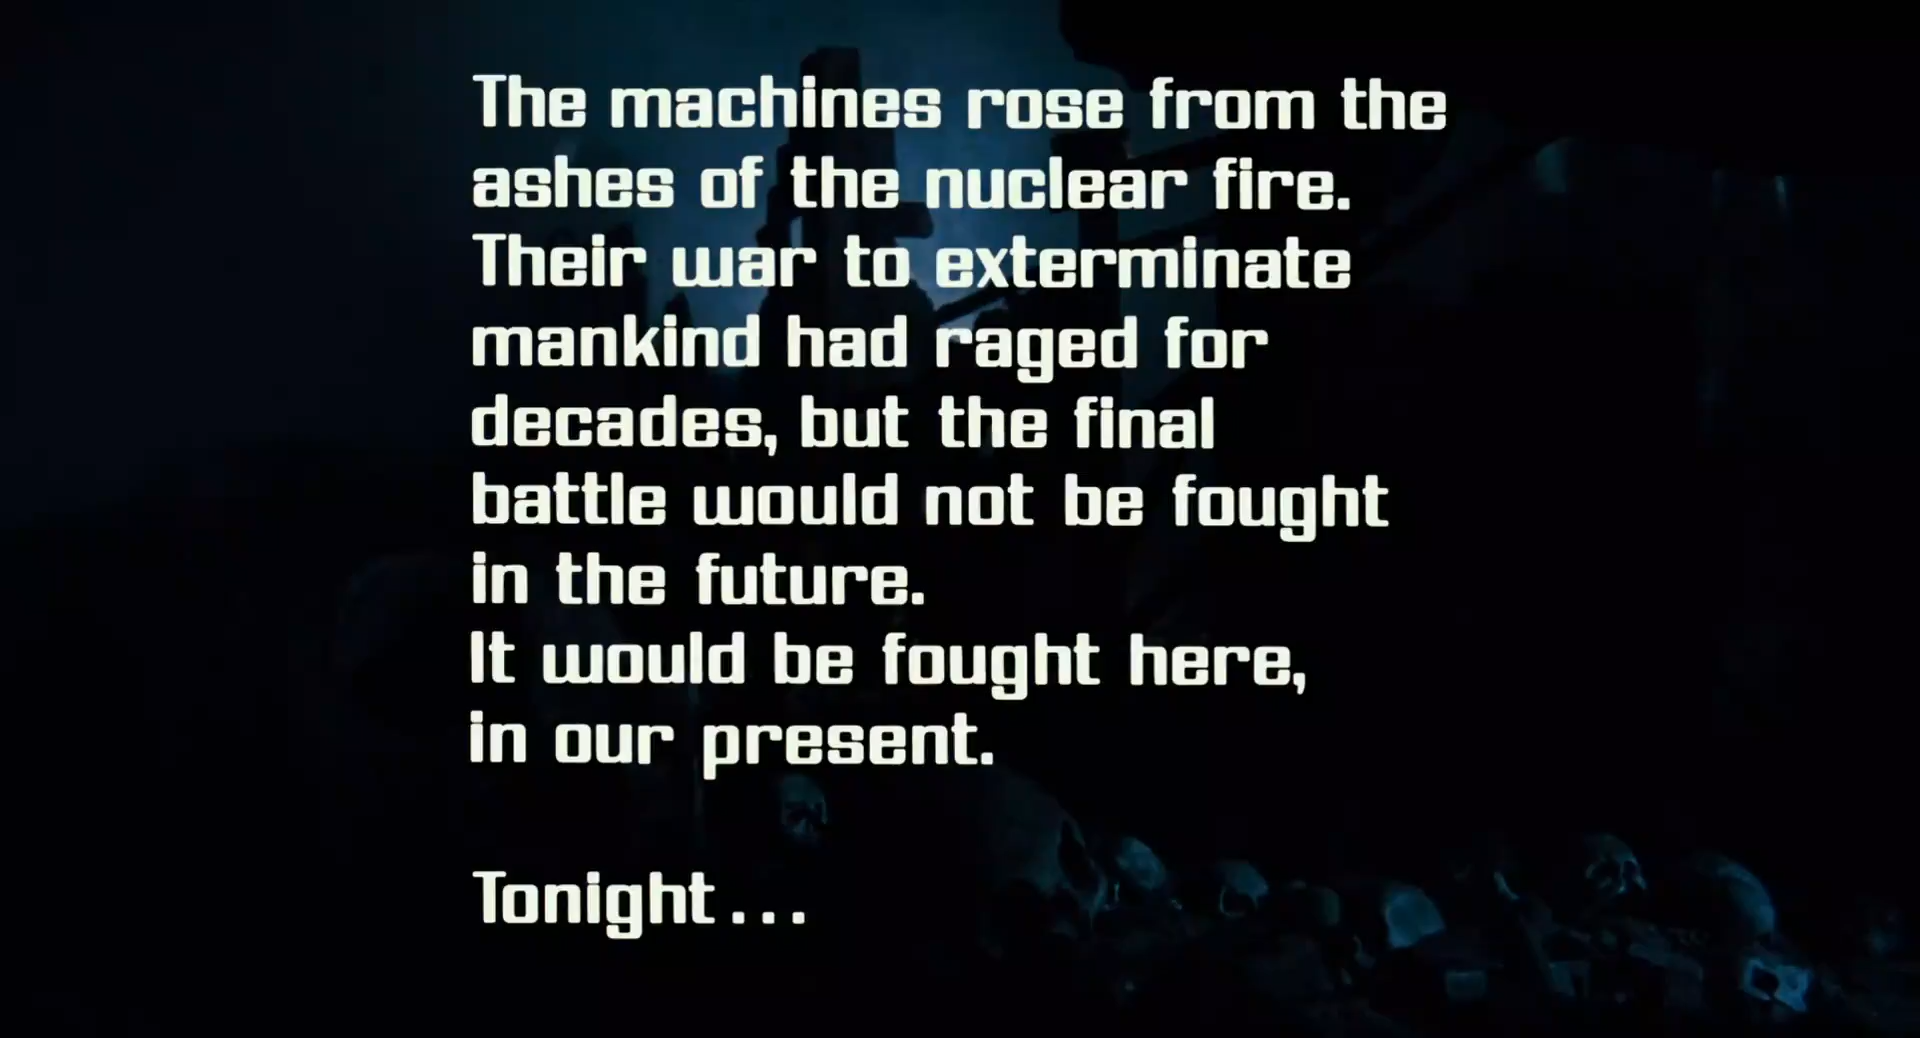 The machines rose from the
ashes of the nuclear fire.
Their war to exterminate
mankind had raged for
decades, but the final
battle would not be fought
in the future.
It would be fought here,
in our present.
Tonight...